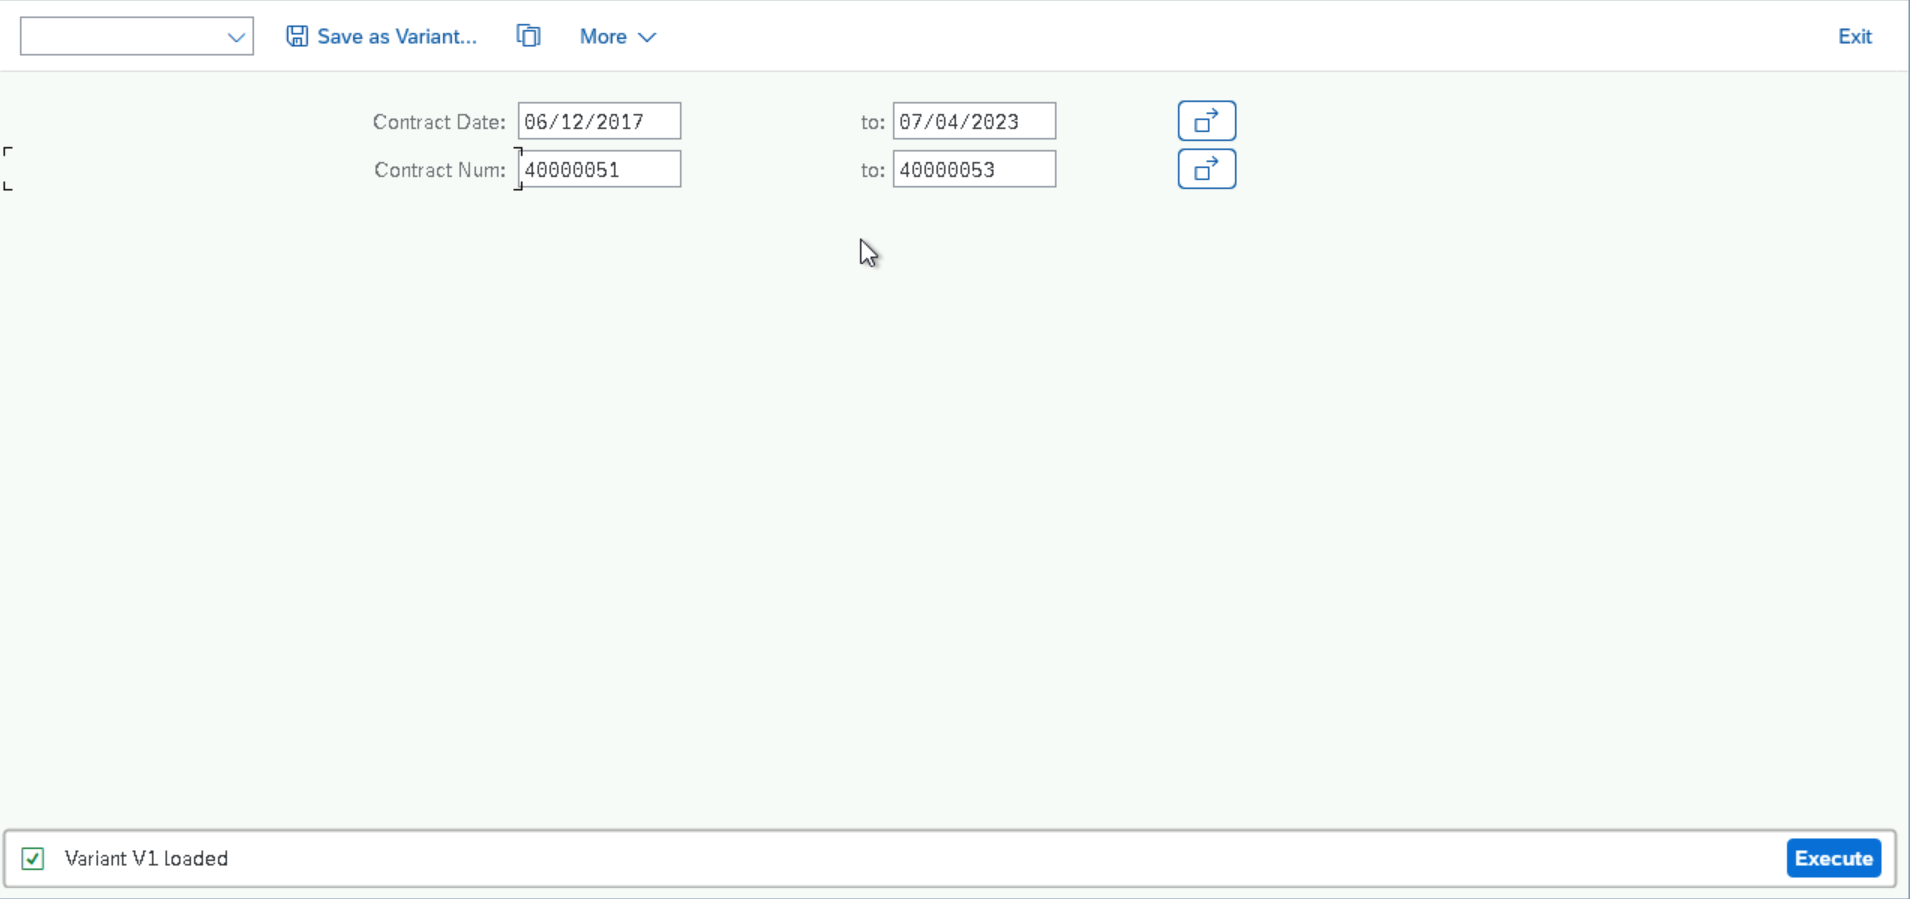 Save as Variant... More Exit
Contract Date: 06/12/2017 to: 07/04/2023
Contract Num: 40000051 to: 40000053
Variant V1 loaded Execute